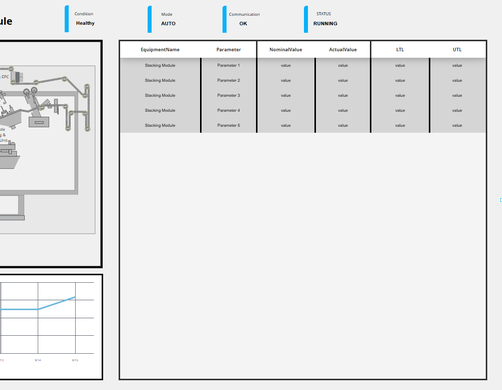 ule
Condition
Healthy
Mode
AUTO
Communication
OK
STATUS
RUNNING
CPC
EquipmentName Parameter NominalValue ActualValue LTL UTL
Stacking Module Parameter 1 value value value value
Stacking Module Parameter 2 value value value value
Stacking Module Parameter 3 value value value value
Stacking Module Parameter 4 value value value value
Stacking Module Parameter 5 value value value value